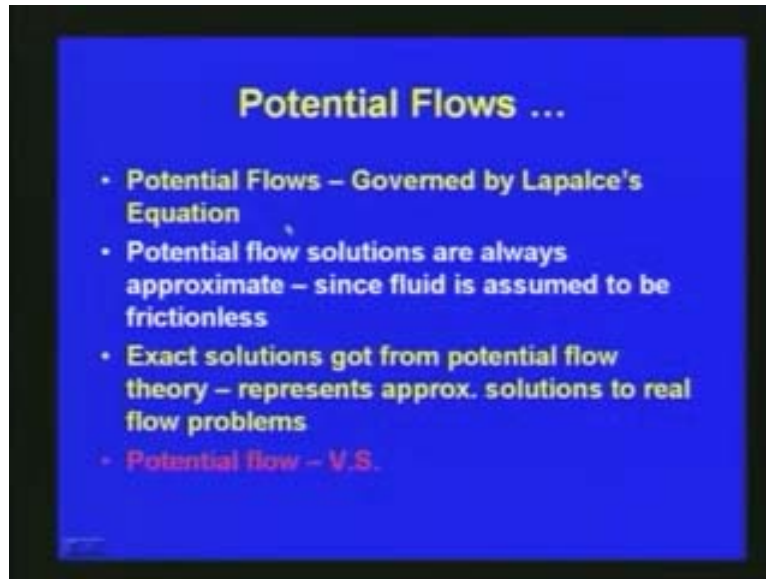 Potential Flows ...
• Potential Flows – Governed by Lapalce's
Equation
• Potential flow solutions are always
approximate – since fluid is assumed to be
frictionless
• Exact solutions got from potential flow
theory – represents approx. solutions to real
flow problems
• Potential flow – V.S.